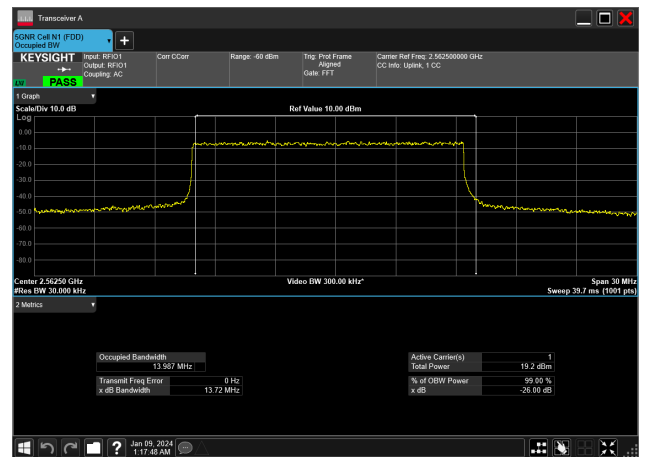 Transceiver A
5GNR Cell N1 (FDD)
Occupied BW
+
KEYSIGHT
PASS
Input: RFIO1
Output: RFIO1
Coupling: AC
Corr CCorr
Range: -60 dBm
Trig: Prot Frame
Aligned
Gate: FFT
Carrier Ref Freq: 2.562500000 GHz
CC Info: Uplink, 1 CC
1 Graph
Scale/Div 10.0 dB
Ref Value 10.00 dBm
Log
0.00
-10.0
-20.0
-30.0
-40.0
-50.0
-60.0
-70.0
-80.0
Center 2.56250 GHz
Video BW 300.00 kHz*
Span 30 MHz
#Res BW 30.000 kHz
Sweep 39.7 ms (1001 pts)
2 Metrics
Occupied Bandwidth
13.987 MHz
Transmit Freq Error 0 Hz
x dB Bandwidth 13.72 MHz
Active Carrier(s) 1
Total Power 19.2 dBm
% of OBW Power 99.00 %
x dB -26.00 dB
?
Jan 09, 2024
1:17:48 AM